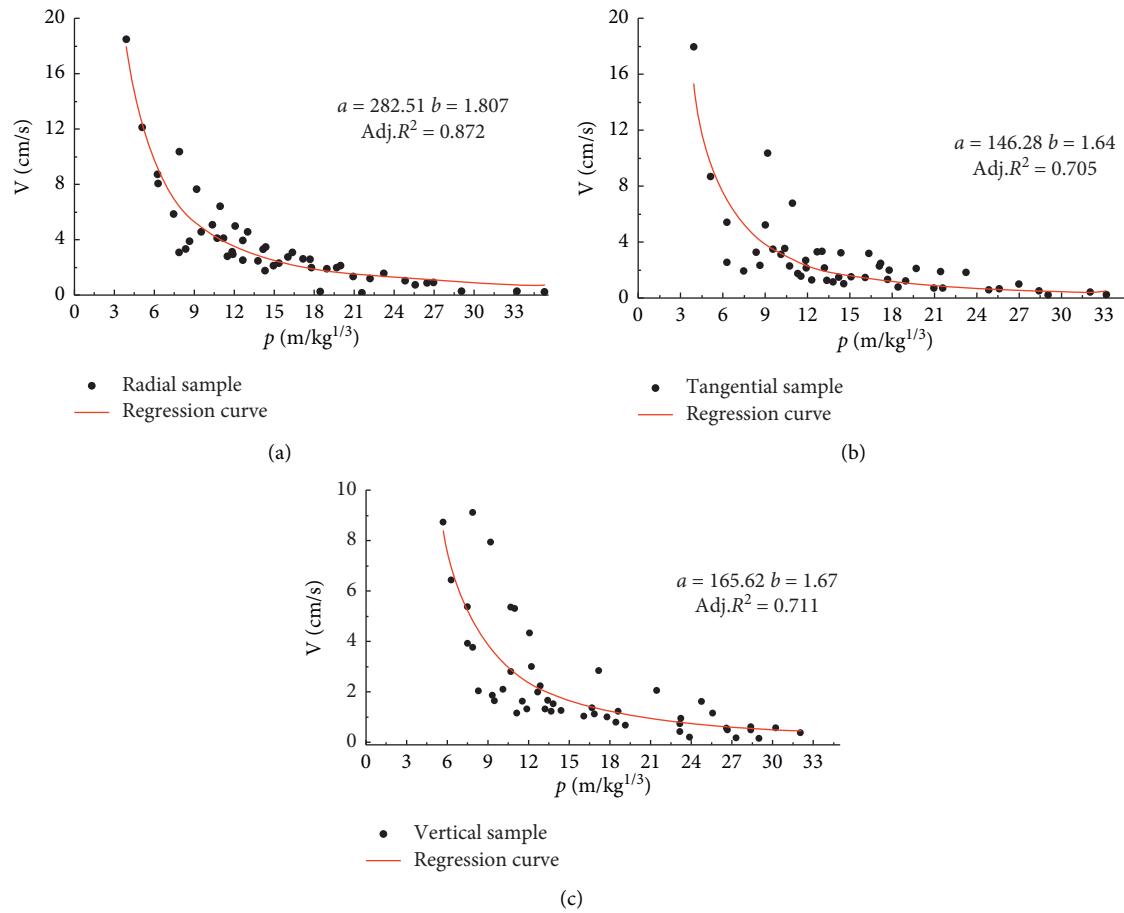 20
16
12
8
4
0
V (cm/s)
a = 282.51 b = 1.807
Adj.R² = 0.872
0 3 6 9 12 15 18 21 24 27 30 33
p (m/kg^1/3)
Radial sample
Regression curve
(a)
20
16
12
8
4
0
V (cm/s)
a = 146.28 b = 1.64
Adj.R² = 0.705
0 3 6 9 12 15 18 21 24 27 30 33
p (m/kg^1/3)
Tangential sample
Regression curve
(b)
10
8
6
4
2
0
V (cm/s)
a = 165.62 b = 1.67
Adj.R² = 0.711
0 3 6 9 12 15 18 21 24 27 30 33
p (m/kg^1/3)
Vertical sample
Regression curve
(c)